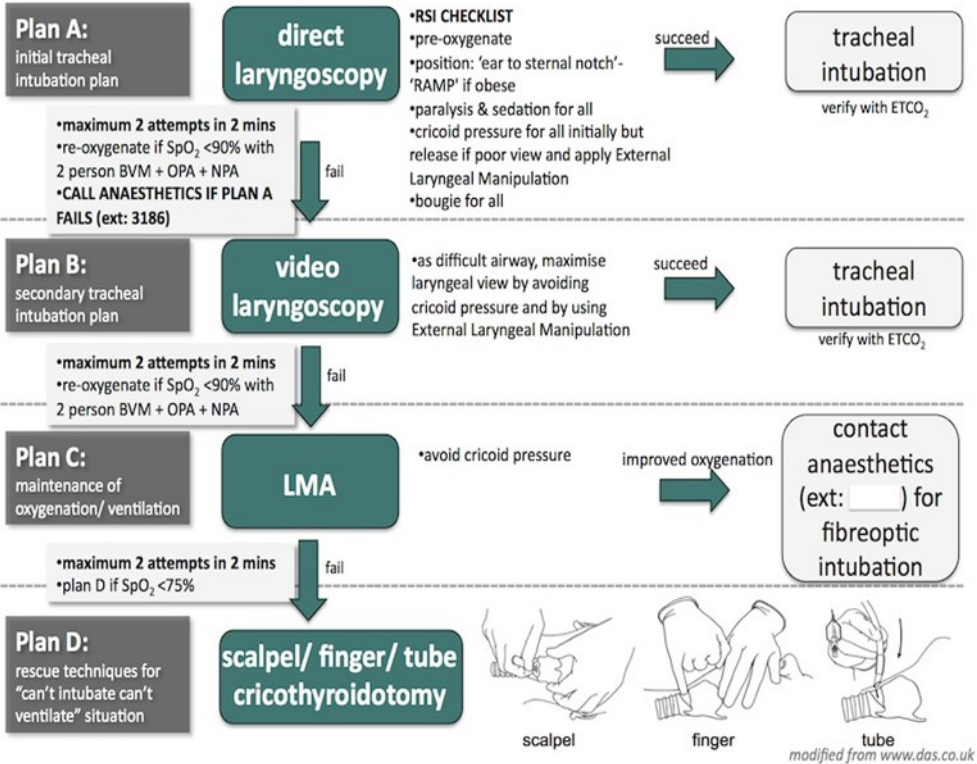 Plan A:
initial tracheal
intubation plan
direct
laryngoscopy
•RSI CHECKLIST
•pre-oxygenate
•position: ‘ear to sternal notch’-
‘RAMP' if obese
•paralysis & sedation for all
•cricoid pressure for all initially but
release if poor view and apply External
Laryngeal Manipulation
•bougie for all
succeed
tracheal
intubation
verify with ETCO₂
•maximum 2 attempts in 2 mins
•re-oxygenate if SpO₂ <90% with
2 person BVM + OPA + NPA
•CALL ANAESTHETICS IF PLAN A
FAILS (ext: 3186)
fail
Plan B:
secondary tracheal
intubation plan
video
laryngoscopy
•as difficult airway, maximise
laryngeal view by avoiding
cricoid pressure and by using
External Laryngeal Manipulation
succeed
tracheal
intubation
verify with ETCO₂
•maximum 2 attempts in 2 mins
•re-oxygenate if SpO₂ <90% with
2 person BVM + OPA + NPA
fail
Plan C:
maintenance of
oxygenation/ ventilation
LMA
•avoid cricoid pressure
improved oxygenation
contact
anaesthetics
(ext: ) for
fibreoptic
intubation
•maximum 2 attempts in 2 mins
•plan D if SpO₂ <75%
fail
Plan D:
rescue techniques for
“can’t intubate can’t
ventilate” situation
scalpel/ finger/ tube
cricothyroidotomy
scalpel
finger
tube
modified from www.das.co.uk